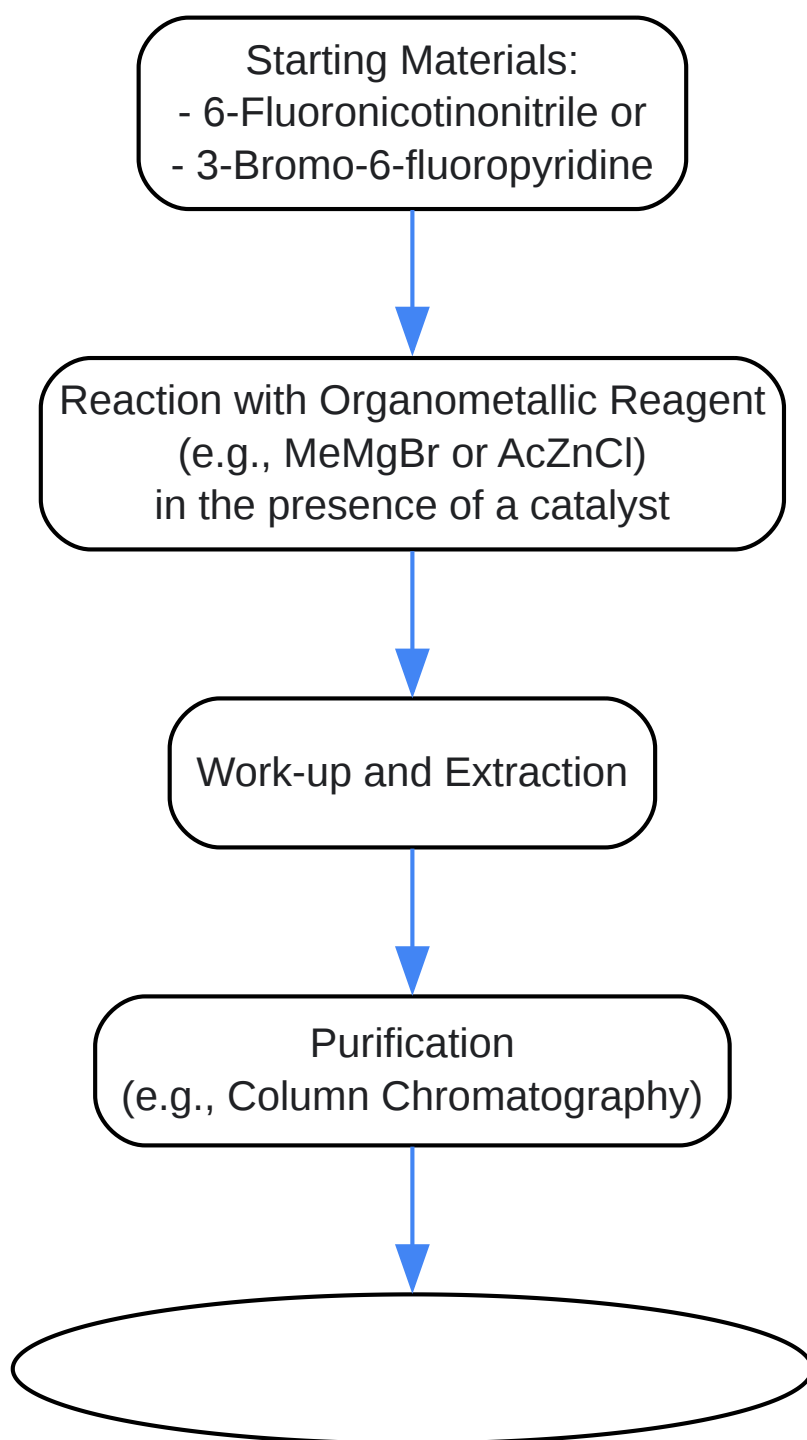 Starting Materials:
- 6-Fluoronicotinonitrile or
- 3-Bromo-6-fluoropyridine
Reaction with Organometallic Reagent
(e.g., MeMgBr or AcZnCl)
in the presence of a catalyst
Work-up and Extraction
Purification
(e.g., Column Chromatography)